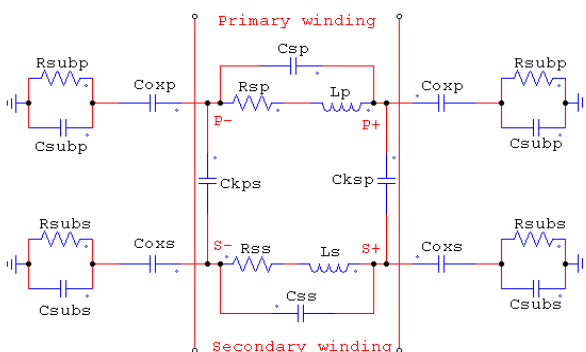 Primary winding
Csp
Rsubp
Coxp
Rsp
Lp
Coxp
Rsubp
P-
P+
Csubp
Csubp
Ckps
Cksp
Rsubs
Coxs
S-
Rss
Ls
S+
Coxs
Rsubs
Csubs
Css
Csubs
Secondary winding